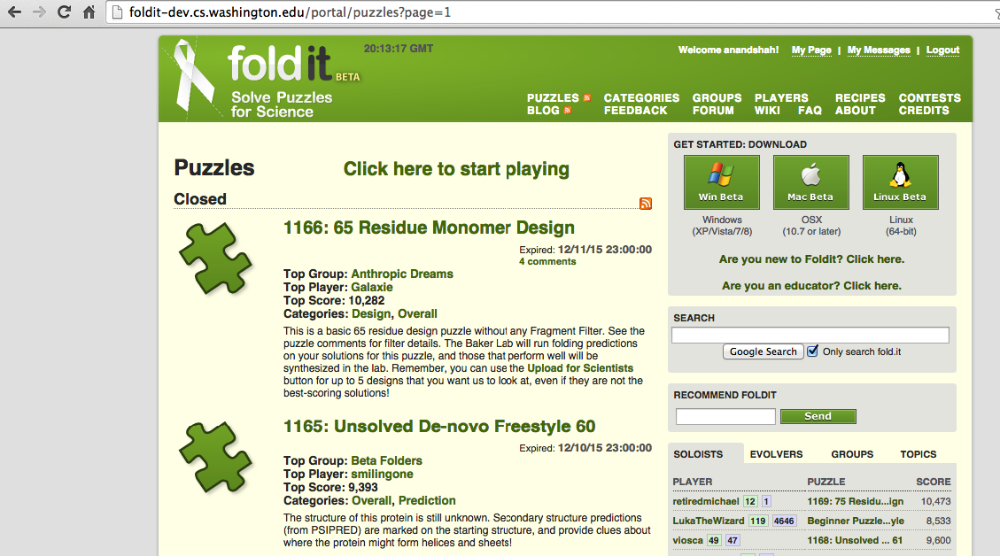 foldit-dev.cs.washington.edu/portal/puzzles?page=1
foldit BETA
Solve Puzzles
for Science
20:13:17 GMT
Welcome anandshah! My Page | My Messages | Logout
PUZZLES CATEGORIES GROUPS PLAYERS RECIPES CONTESTS
BLOG FEEDBACK FORUM WIKI FAQ ABOUT CREDITS
Puzzles
Click here to start playing
Closed
1166: 65 Residue Monomer Design
Expired: 12/11/15 23:00:00
4 comments
Top Group: Anthropic Dreams
Top Player: Galaxie
Top Score: 10,282
Categories: Design, Overall
This is a basic 65 residue design puzzle without any Fragment Filter. See the
puzzle comments for filter details. The Baker Lab will run folding predictions
on your solutions for this puzzle, and those that perform well will be
synthesized in the lab. Remember, you can use the Upload for Scientists
button for up to 5 designs that you want us to look at, even if they are not the
best-scoring solutions!
1165: Unsolved De-novo Freestyle 60
Expired: 12/10/15 23:00:00
Top Group: Beta Folders
Top Player: smilingone
Top Score: 9,393
Categories: Overall, Prediction
The structure of this protein is still unknown. Secondary structure predictions
(from PSIPRED) are marked on the starting structure, and provide clues about
where the protein might form helices and sheets!
GET STARTED: DOWNLOAD
Win Beta Mac Beta Linux Beta
Windows OSX Linux
(XP/Vista/7/8) (10.7 or later) (64-bit)
Are you new to Foldit? Click here.
Are you an educator? Click here.
SEARCH
Google Search Only search fold.it
RECOMMEND FOLDIT
Send
SOLOISTS EVOLVERS GROUPS TOPICS
PLAYER PUZZLE SCORE
retiredmichael 12 1 1169: 75 Residu...ign 10,473
LukaTheWizard 119 4646 Beginner Puzzle...yle 8,533
viosca 49 47 1168: Unsolved ... 61 9,600